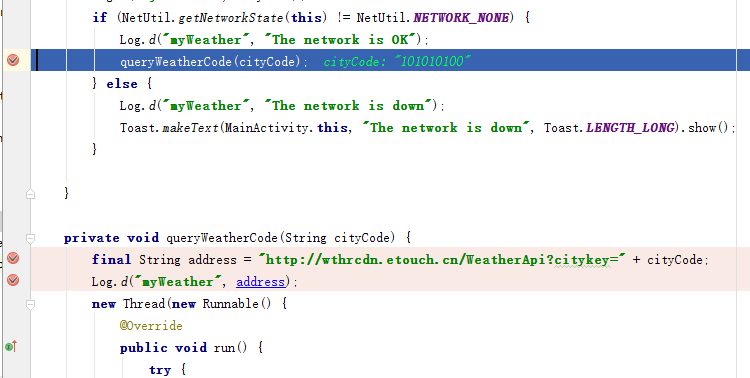 if (NetUtil.getNetworkState(this) != NetUtil.NETWORK_NONE) {
Log.d("myWeather", "The network is OK");
queryWeatherCode(cityCode); cityCode: "101010100"
} else {
Log.d("myWeather", "The network is down");
Toast.makeText(MainActivity.this, "The network is down", Toast.LENGTH_LONG).show();
}
}
private void queryWeatherCode(String cityCode) {
final String address = "http://wthrcdn.etouch.cn/WeatherApi?citykey=" + cityCode;
Log.d("myWeather", address);
new Thread(new Runnable() {
@Override
public void run() {
try {